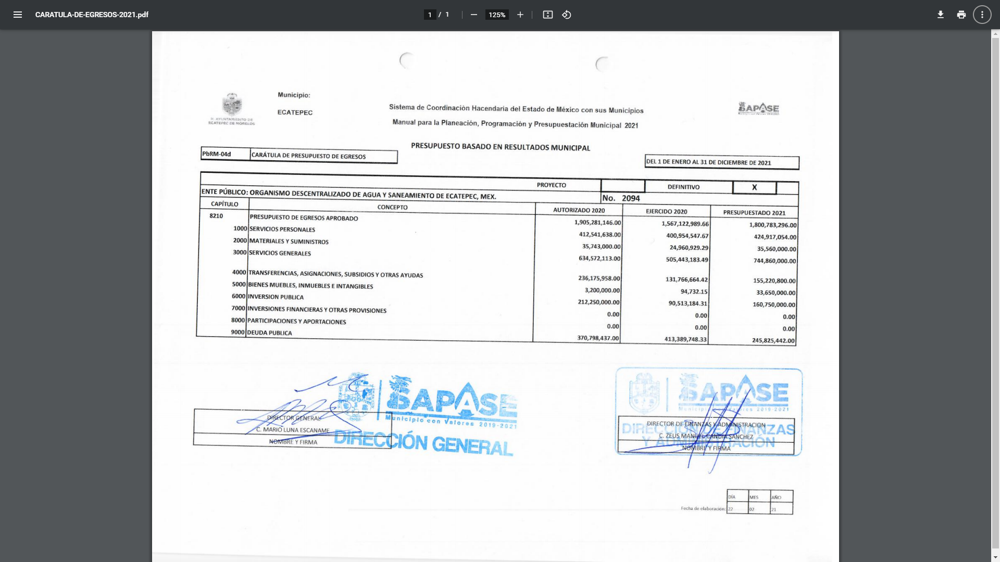 CARATULA-DE-EGRESOS-2021.pdf
1 / 1
125%
H. AYUNTAMIENTO DE
ECATEPEC DE MORELOS
Municipio:
ECATEPEC
Sistema de Coordinación Hacendaria del Estado de México con sus Municipios
Manual para la Planeación, Programación y Presupuestación Municipal 2021
SAPASE
PRESUPUESTO BASADO EN RESULTADOS MUNICIPAL
PbRM-04d CARÁTULA DE PRESUPUESTO DE EGRESOS
DEL 1 DE ENERO AL 31 DE DICIEMBRE DE 2021
PROYECTO DEFINITIVO X
ENTE PÚBLICO: ORGANISMO DESCENTRALIZADO DE AGUA Y SANEAMIENTO DE ECATEPEC, MEX. No. 2094
CAPÍTULO CONCEPTO AUTORIZADO 2020 EJERCIDO 2020 PRESUPUESTADO 2021
8210 PRESUPUESTO DE EGRESOS APROBADO 1,905,281,146.00 1,567,122,989.66 1,800,783,296.00
1000 SERVICIOS PERSONALES 412,541,638.00 400,954,547.67 424,917,054.00
2000 MATERIALES Y SUMINISTROS 35,743,000.00 24,960,929.29 35,560,000.00
3000 SERVICIOS GENERALES 634,572,113.00 505,443,183.49 744,860,000.00
4000 TRANSFERENCIAS, ASIGNACIONES, SUBSIDIOS Y OTRAS AYUDAS 236,175,958.00 131,766,664.42 155,220,800.00
5000 BIENES MUEBLES, INMUEBLES E INTANGIBLES 3,200,000.00 94,732.15 33,650,000.00
6000 INVERSION PUBLICA 212,250,000.00 90,513,184.31 160,750,000.00
7000 INVERSIONES FINANCIERAS Y OTRAS PROVISIONES 0.00 0.00 0.00
8000 PARTICIPACIONES Y APORTACIONES 0.00 0.00 0.00
9000 DEUDA PUBLICA 370,798,437.00 413,389,748.33 245,825,442.00
SAPASE
Municipio con Valores 2019-2021
DIRECCIÓN GENERAL
DIRECTOR GENERAL
C. MARIO LUNA ESCANAME
NOMBRE Y FIRMA
SAPASE
Municipio con Valores 2019-2021
DIRECCIÓN DE FINANZAS
Y ADMINISTRACIÓN
DIRECTOR DE FINANZAS Y ADMINISTRACION
C. ZEUS MANUEL CANDIA SANCHEZ
NOMBRE Y FIRMA
DÍA MES AÑO
Fecha de elaboración: 22 02 21